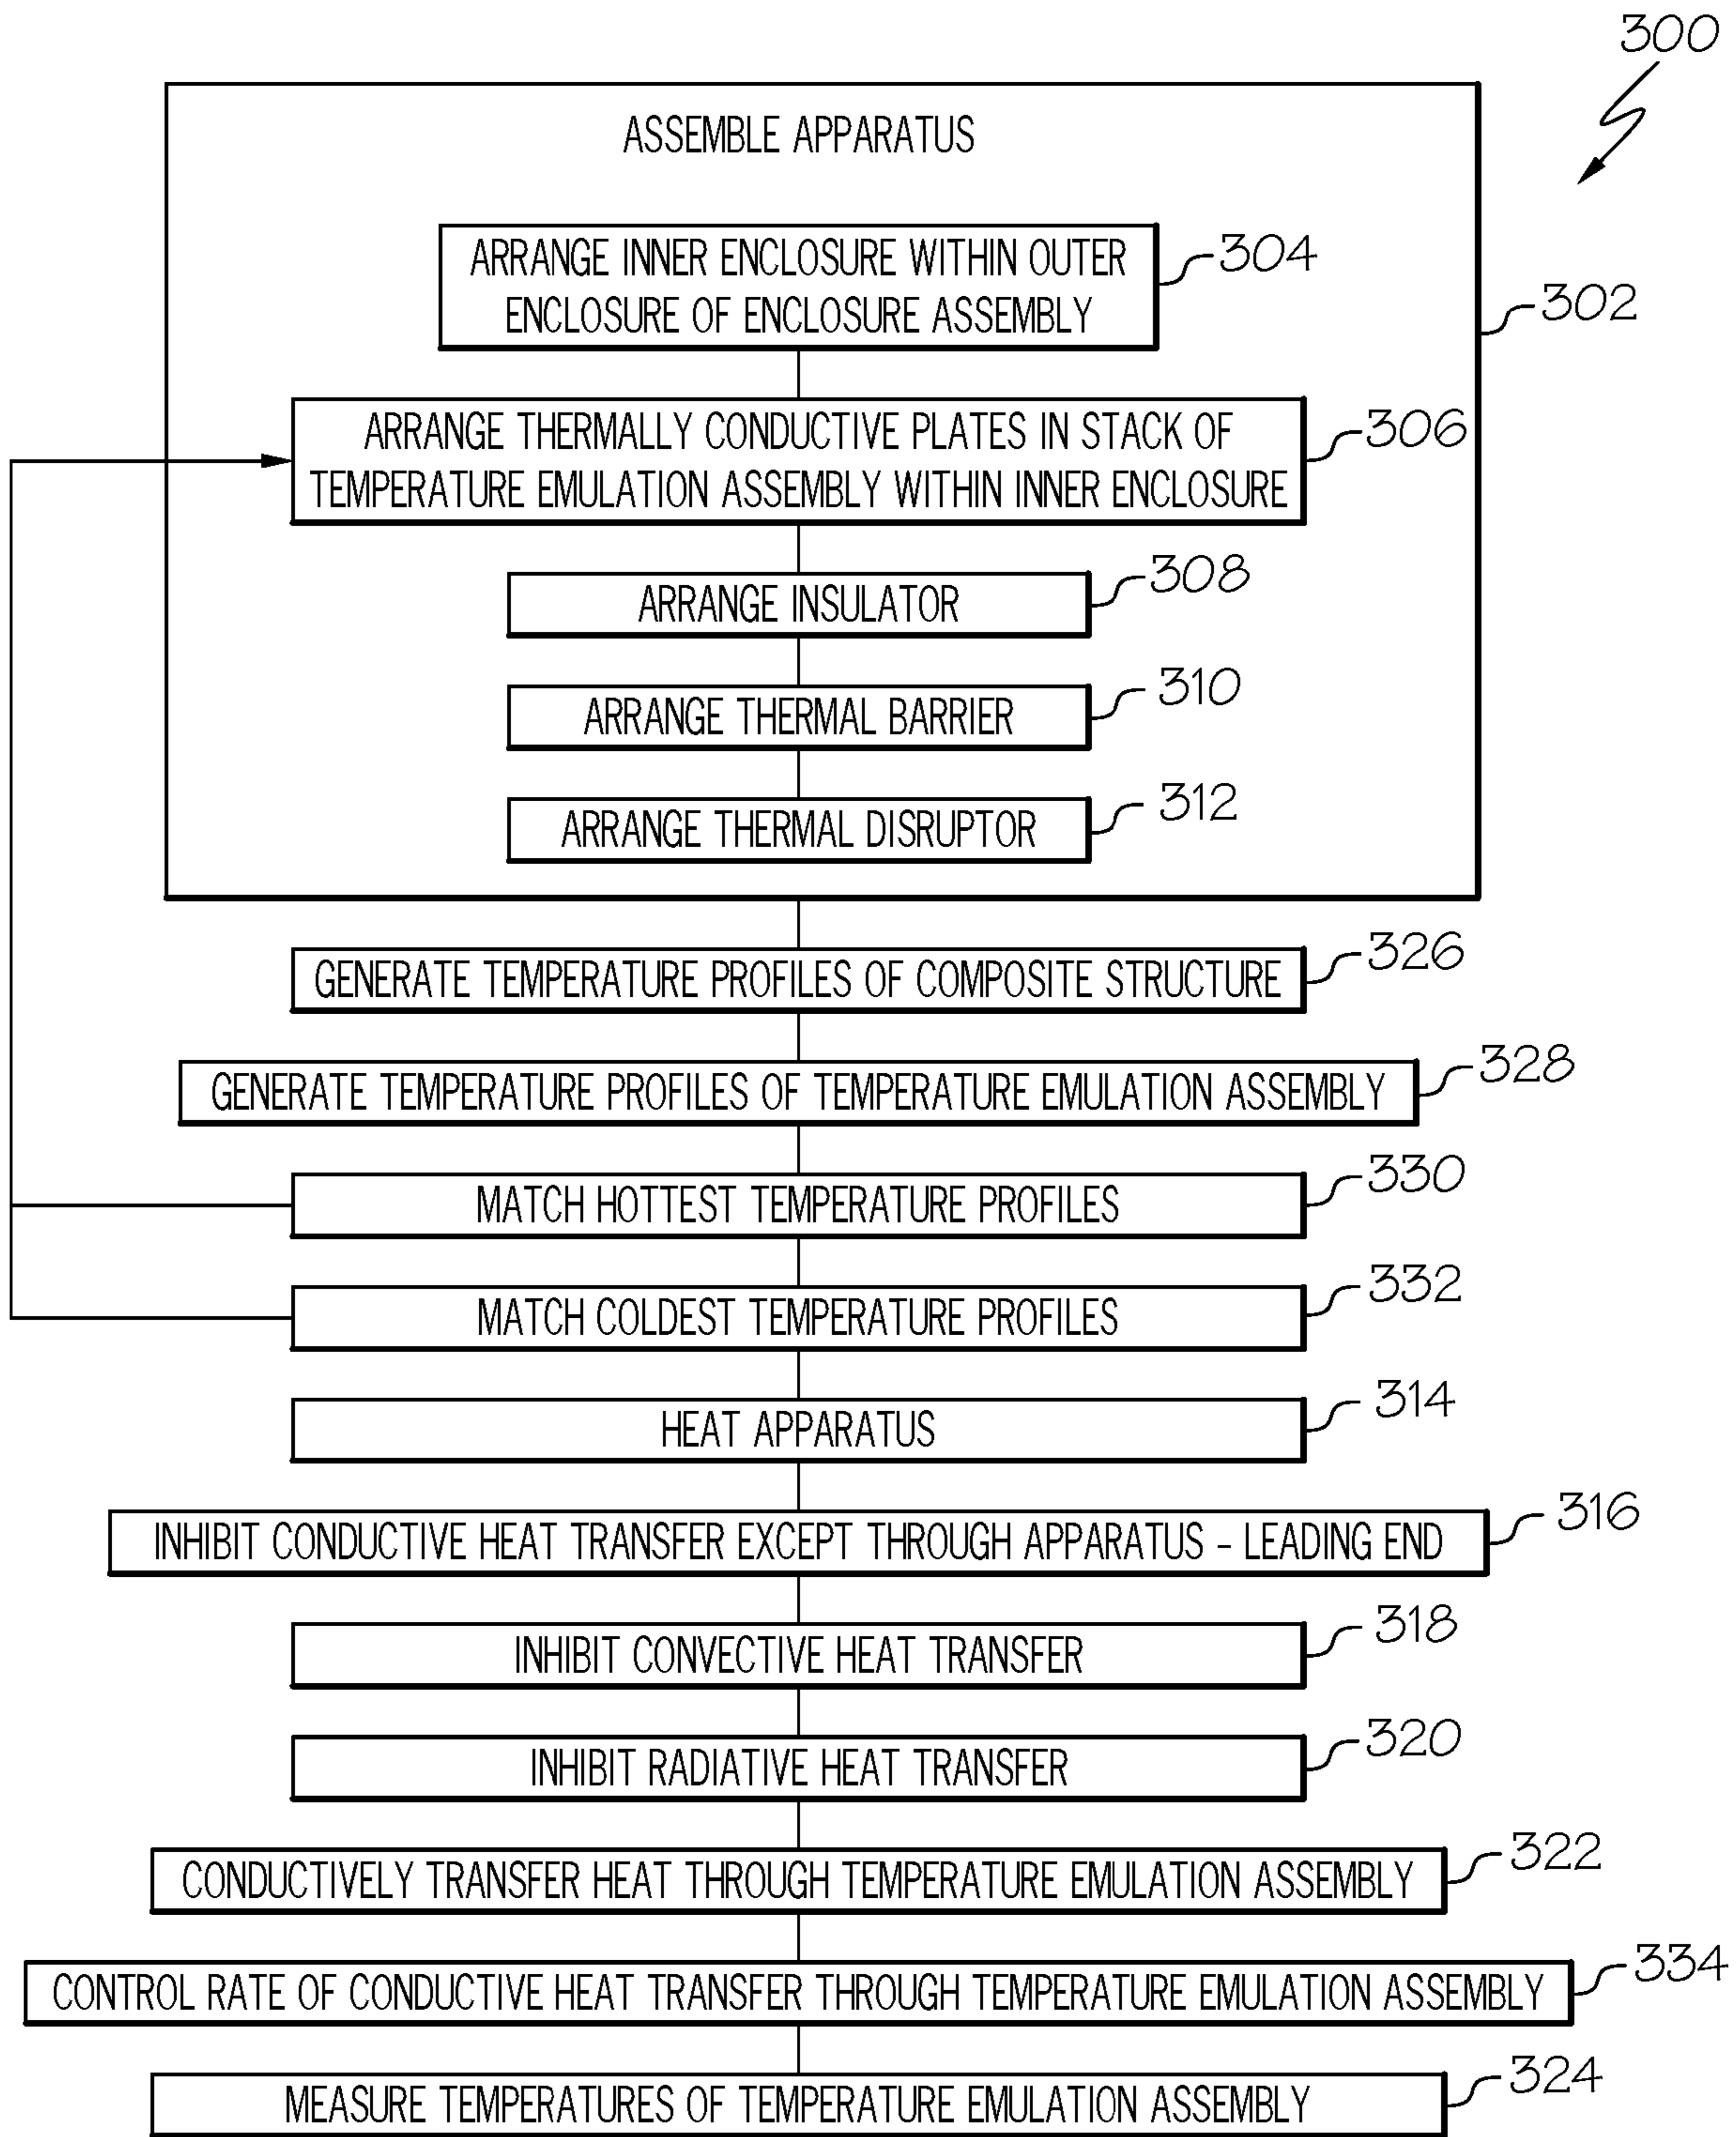 300
ASSEMBLE APPARATUS
ARRANGE INNER ENCLOSURE WITHIN OUTER
ENCLOSURE OF ENCLOSURE ASSEMBLY
304
302
ARRANGE THERMALLY CONDUCTIVE PLATES IN STACK OF
TEMPERATURE EMULATION ASSEMBLY WITHIN INNER ENCLOSURE
306
ARRANGE INSULATOR
308
ARRANGE THERMAL BARRIER
310
ARRANGE THERMAL DISRUPTOR
312
GENERATE TEMPERATURE PROFILES OF COMPOSITE STRUCTURE
326
GENERATE TEMPERATURE PROFILES OF TEMPERATURE EMULATION ASSEMBLY
328
MATCH HOTTEST TEMPERATURE PROFILES
330
MATCH COLDEST TEMPERATURE PROFILES
332
HEAT APPARATUS
314
INHIBIT CONDUCTIVE HEAT TRANSFER EXCEPT THROUGH APPARATUS – LEADING END
316
INHIBIT CONVECTIVE HEAT TRANSFER
318
INHIBIT RADIATIVE HEAT TRANSFER
320
CONDUCTIVELY TRANSFER HEAT THROUGH TEMPERATURE EMULATION ASSEMBLY
322
CONTROL RATE OF CONDUCTIVE HEAT TRANSFER THROUGH TEMPERATURE EMULATION ASSEMBLY
334
MEASURE TEMPERATURES OF TEMPERATURE EMULATION ASSEMBLY
324